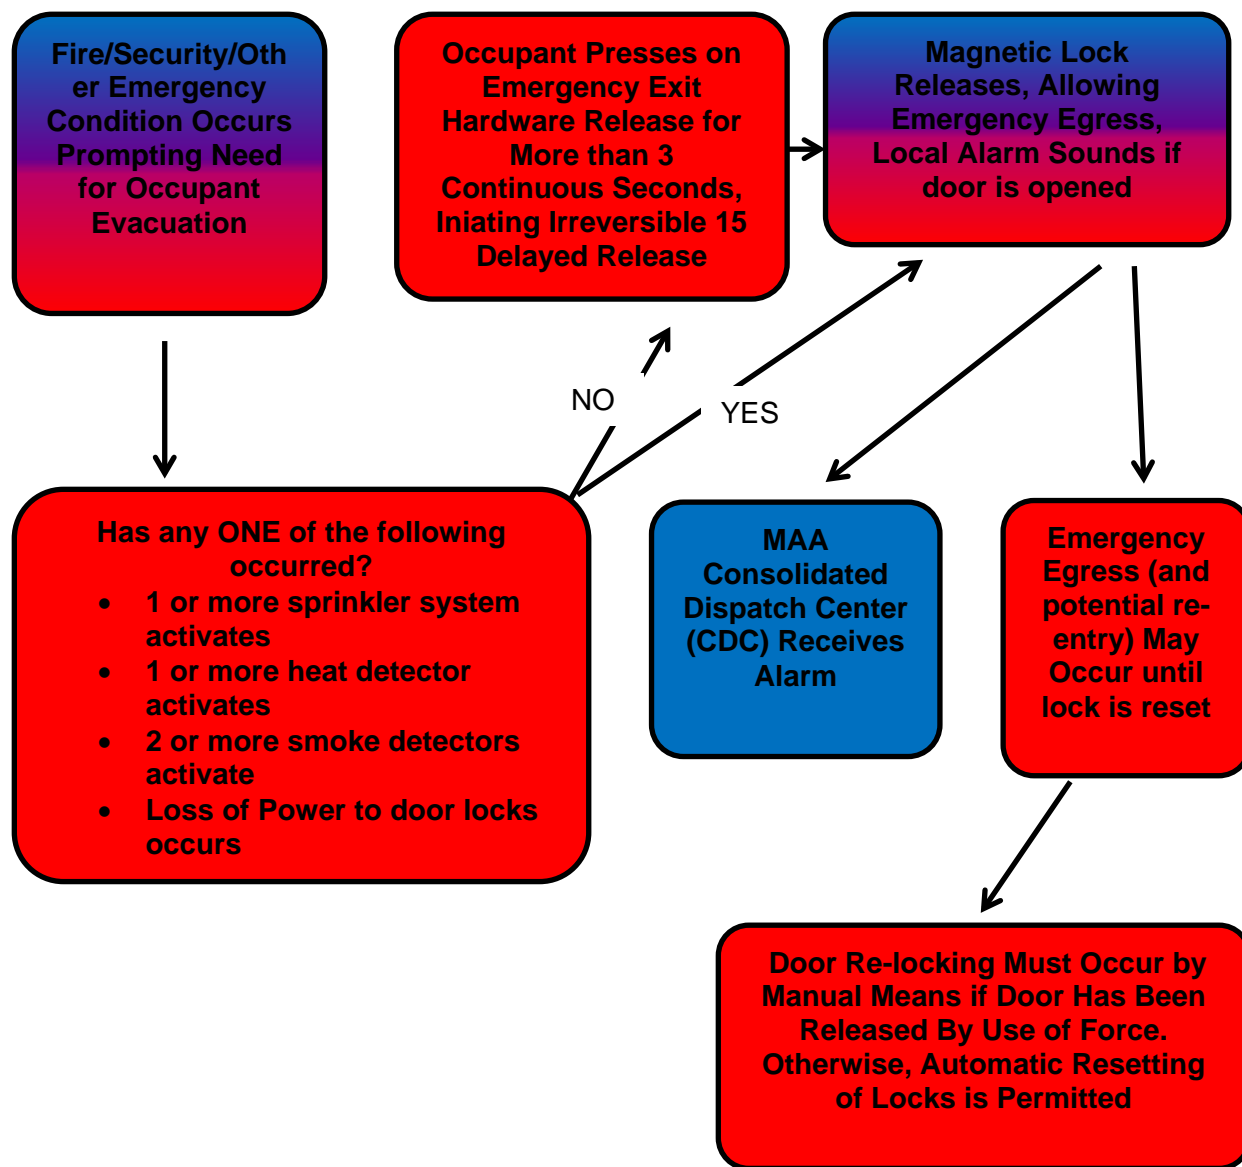 Fire/Security/Oth
er Emergency
Condition Occurs
Prompting Need
for Occupant
Evacuation
Occupant Presses on
Emergency Exit
Hardware Release for
More than 3
Continuous Seconds,
Iniating Irreversible 15
Delayed Release
Magnetic Lock
Releases, Allowing
Emergency Egress,
Local Alarm Sounds if
door is opened
NO
YES
Has any ONE of the following
occurred?
• 1 or more sprinkler system
activates
• 1 or more heat detector
activates
• 2 or more smoke detectors
activate
• Loss of Power to door locks
occurs
MAA
Consolidated
Dispatch Center
(CDC) Receives
Alarm
Emergency
Egress (and
potential re-
entry) May
Occur until
lock is reset
Door Re-locking Must Occur by
Manual Means if Door Has Been
Released By Use of Force.
Otherwise, Automatic Resetting
of Locks is Permitted